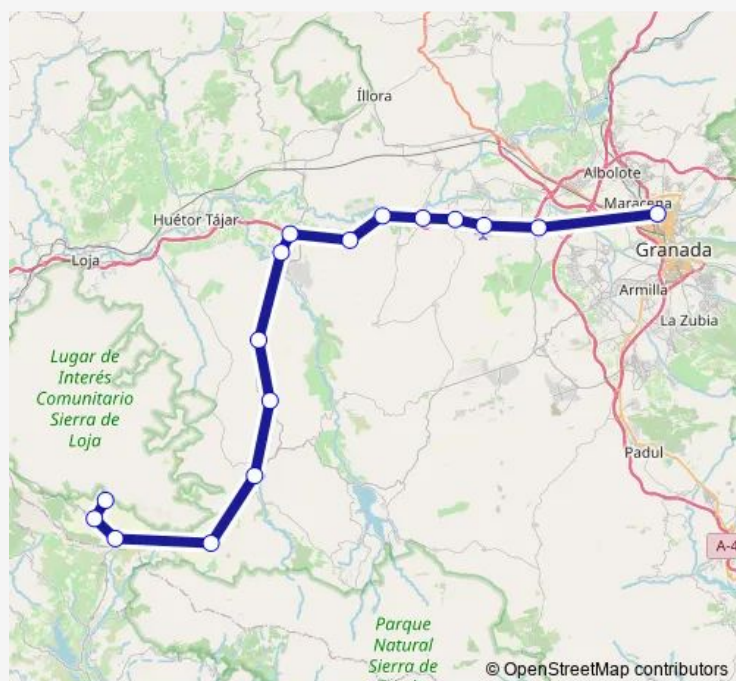 Íllora
Albolote
Maracena
Huétor Tájar
Granada
Loja
Armilla
La Zubia
Lugar de
Interés
Comunitario
Sierra de
Loja
Padul
A-4
Parque
Natural
Sierra de
© OpenStreetMap contributors